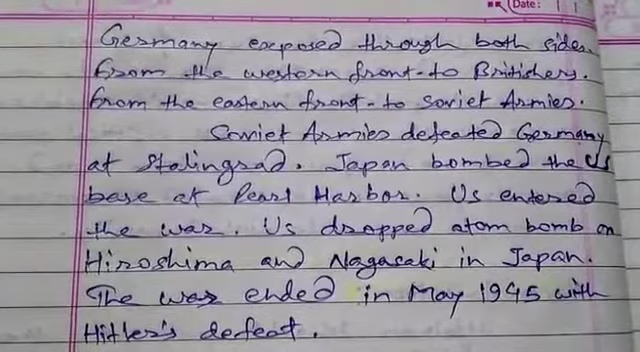 Date:
Germany exposed through both sides.
From the western front-to Britishery.
from the eastern front-to Soviet Armies.
Soviet Armies defeated Germany
at Stalingrad. Japan bombed the US
base at Pearl Harbor. US entered
the war. US dropped atom bomb on
Hiroshima and Nagasaki in Japan.
The war ended in May 1945 with
Hitler's defeat.